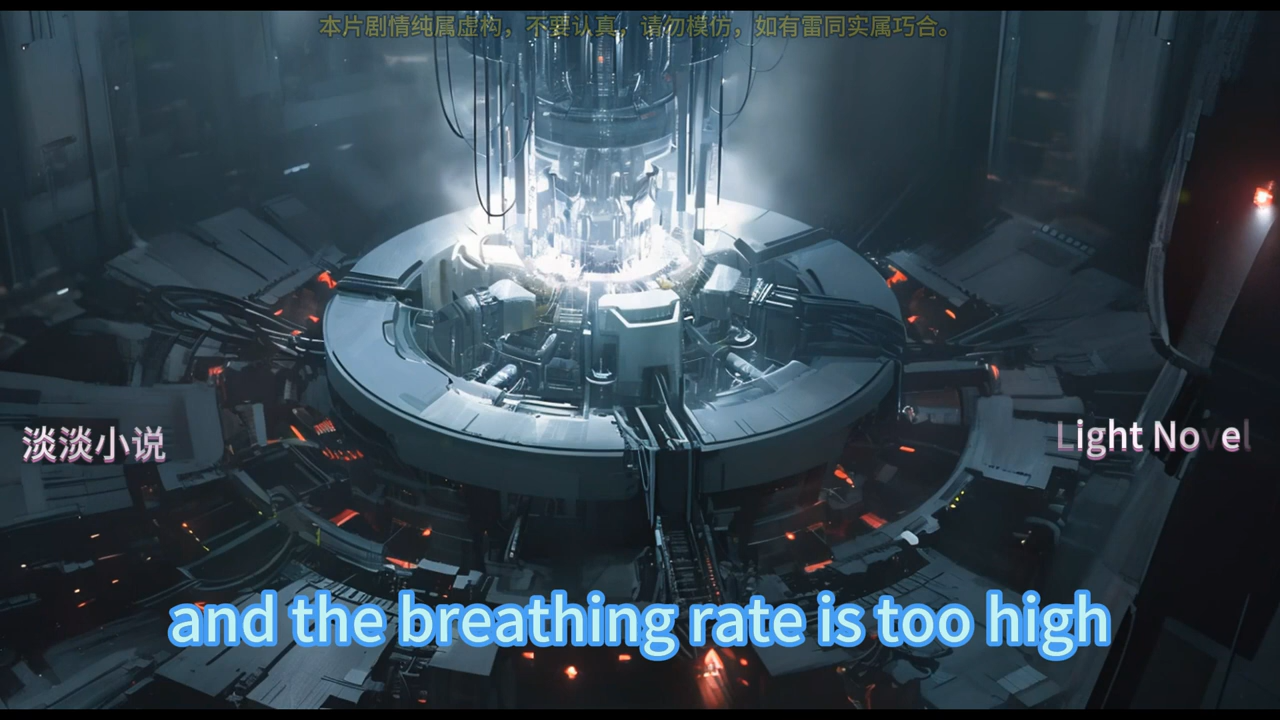 本片剧情纯属虚构，不要认真，请勿模仿，如有雷同实属巧合。
淡淡小说
Light Novel
and the breathing rate is too high